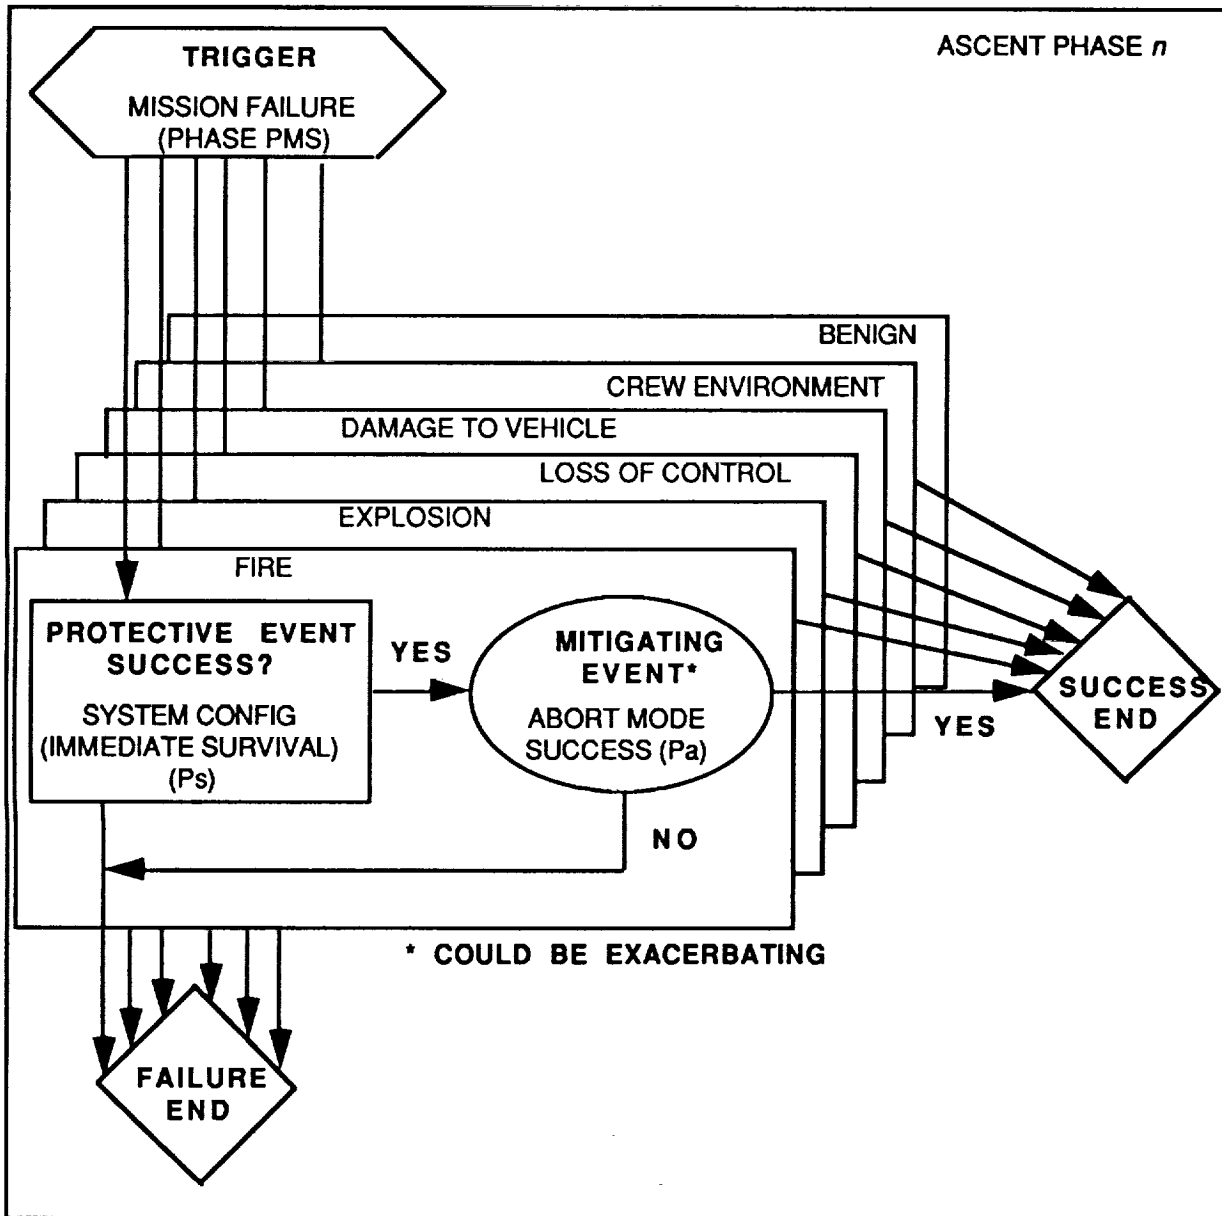 TRIGGER
MISSION FAILURE
(PHASE PMS)
ASCENT PHASE n
BENIGN
CREW ENVIRONMENT
DAMAGE TO VEHICLE
LOSS OF CONTROL
EXPLOSION
FIRE
PROTECTIVE EVENT
SUCCESS?
SYSTEM CONFIG
(IMMEDIATE SURVIVAL)
(Ps)
YES
MITIGATING
EVENT*
ABORT MODE
SUCCESS (Pa)
NO
YES
SUCCESS
END
* COULD BE EXACERBATING
FAILURE
END